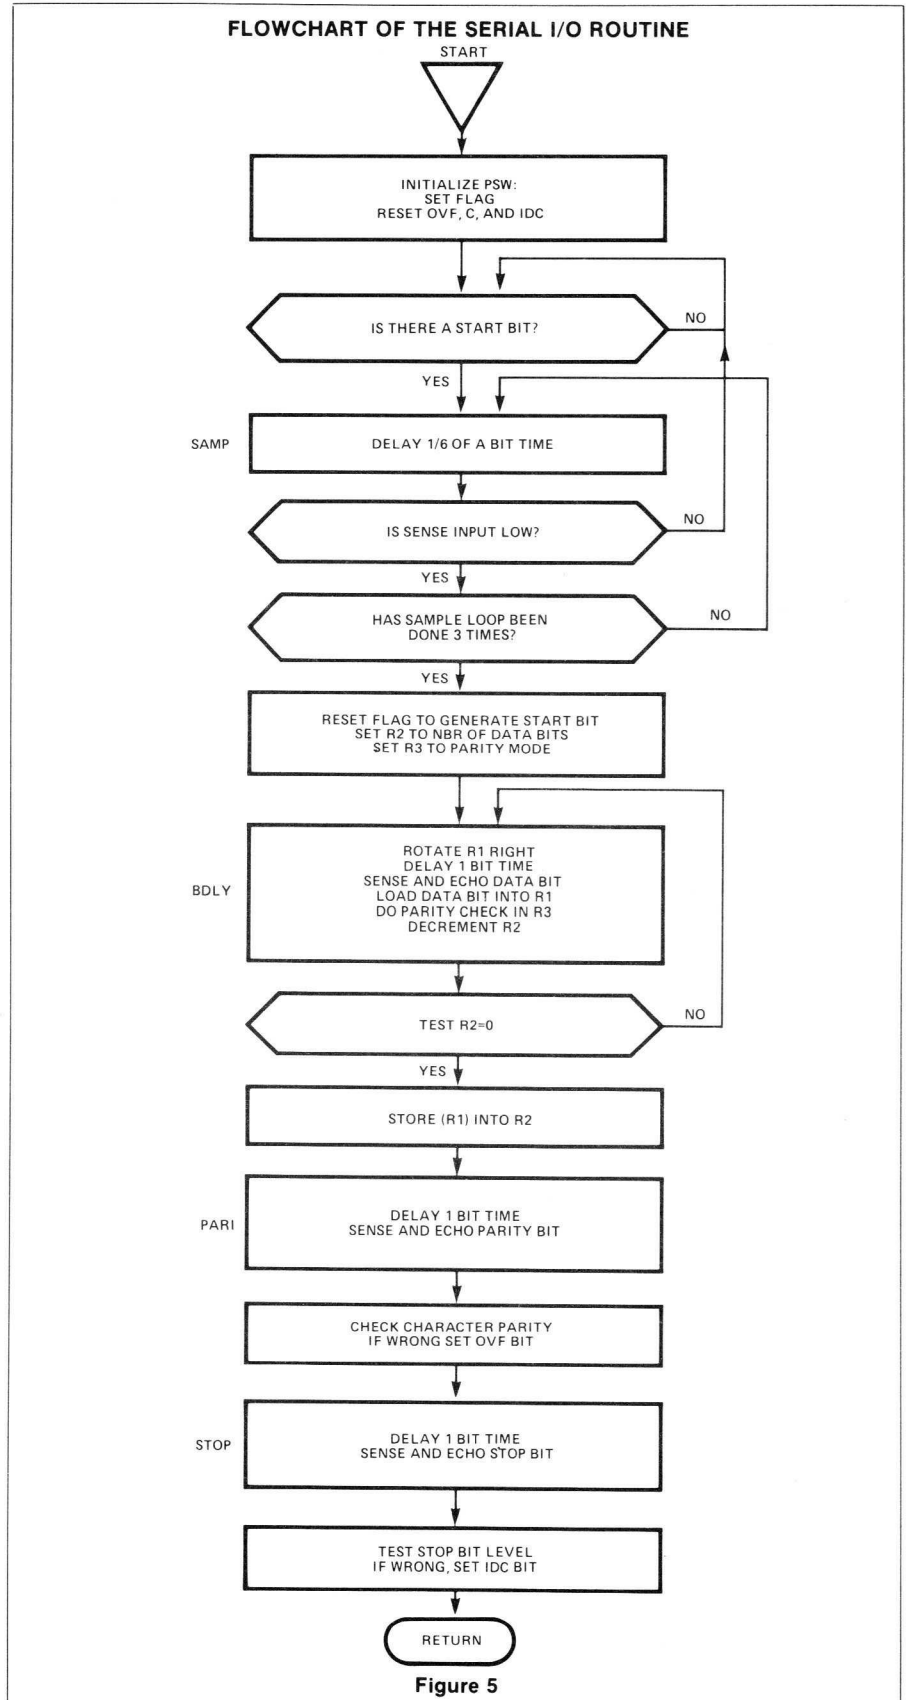 FLOWCHART OF THE SERIAL I/O ROUTINE
START
INITIALIZE PSW:
SET FLAG
RESET OVF, C, AND IDC
IS THERE A START BIT?
NO
YES
SAMP
DELAY 1/6 OF A BIT TIME
IS SENSE INPUT LOW?
NO
YES
HAS SAMPLE LOOP BEEN
DONE 3 TIMES?
NO
YES
RESET FLAG TO GENERATE START BIT
SET R2 TO NBR OF DATA BITS
SET R3 TO PARITY MODE
BDLY
ROTATE R1 RIGHT
DELAY 1 BIT TIME
SENSE AND ECHO DATA BIT
LOAD DATA BIT INTO R1
DO PARITY CHECK IN R3
DECREMENT R2
TEST R2=0
NO
YES
STORE (R1) INTO R2
PARI
DELAY 1 BIT TIME
SENSE AND ECHO PARITY BIT
CHECK CHARACTER PARITY
IF WRONG SET OVF BIT
STOP
DELAY 1 BIT TIME
SENSE AND ECHO STOP BIT
TEST STOP BIT LEVEL
IF WRONG, SET IDC BIT
RETURN
Figure 5